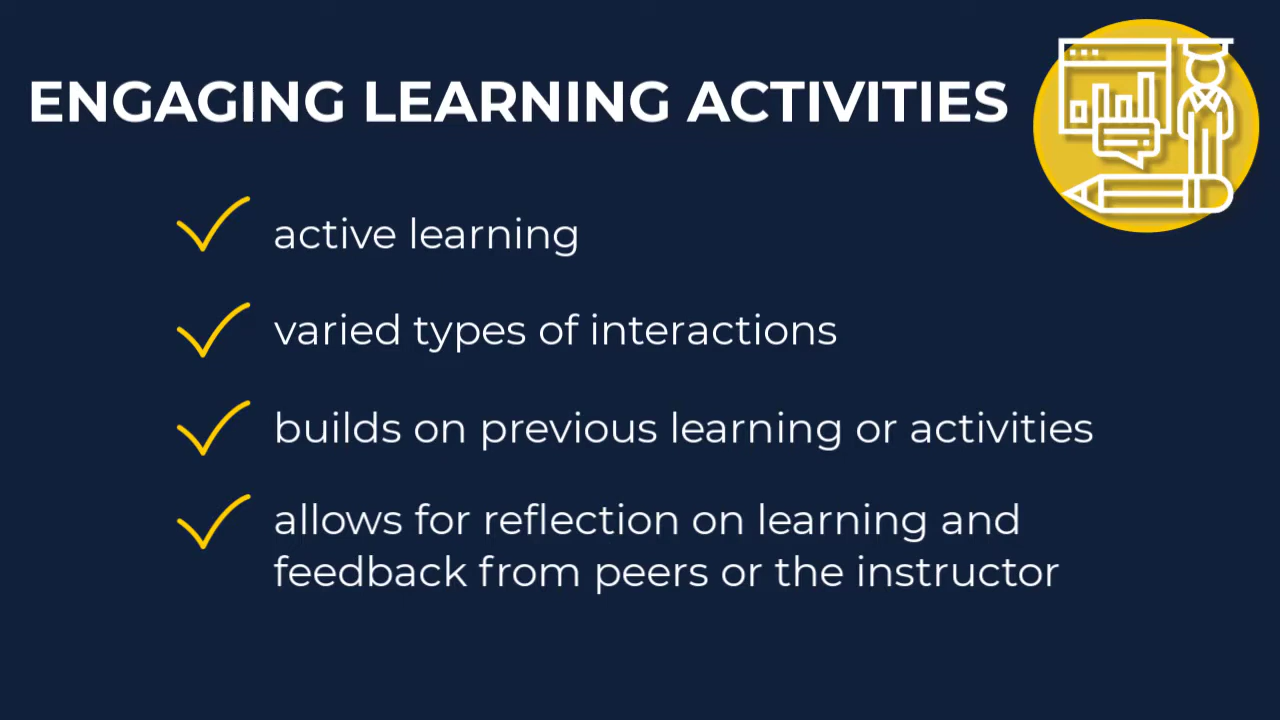 ENGAGING LEARNING ACTIVITIES
active learning
varied types of interactions
builds on previous learning or activities
allows for reflection on learning and
feedback from peers or the instructor